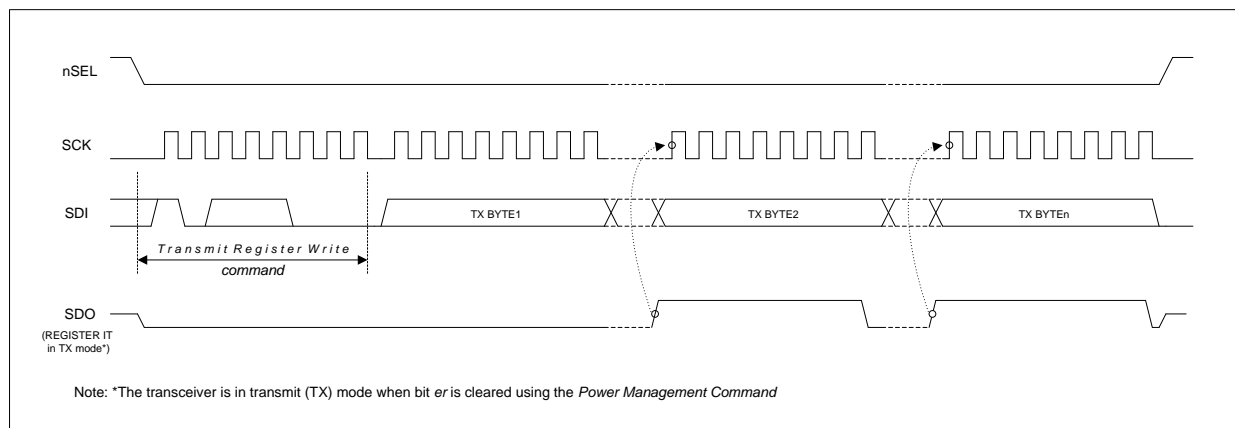 nSEL
SCK
SDI
TX BYTE1
TX BYTE2
TX BYTEn
Transmit Register Write
command
SDO
(REGISTER IT
in TX mode*)
Note: *The transceiver is in transmit (TX) mode when bit er is cleared using the Power Management Command